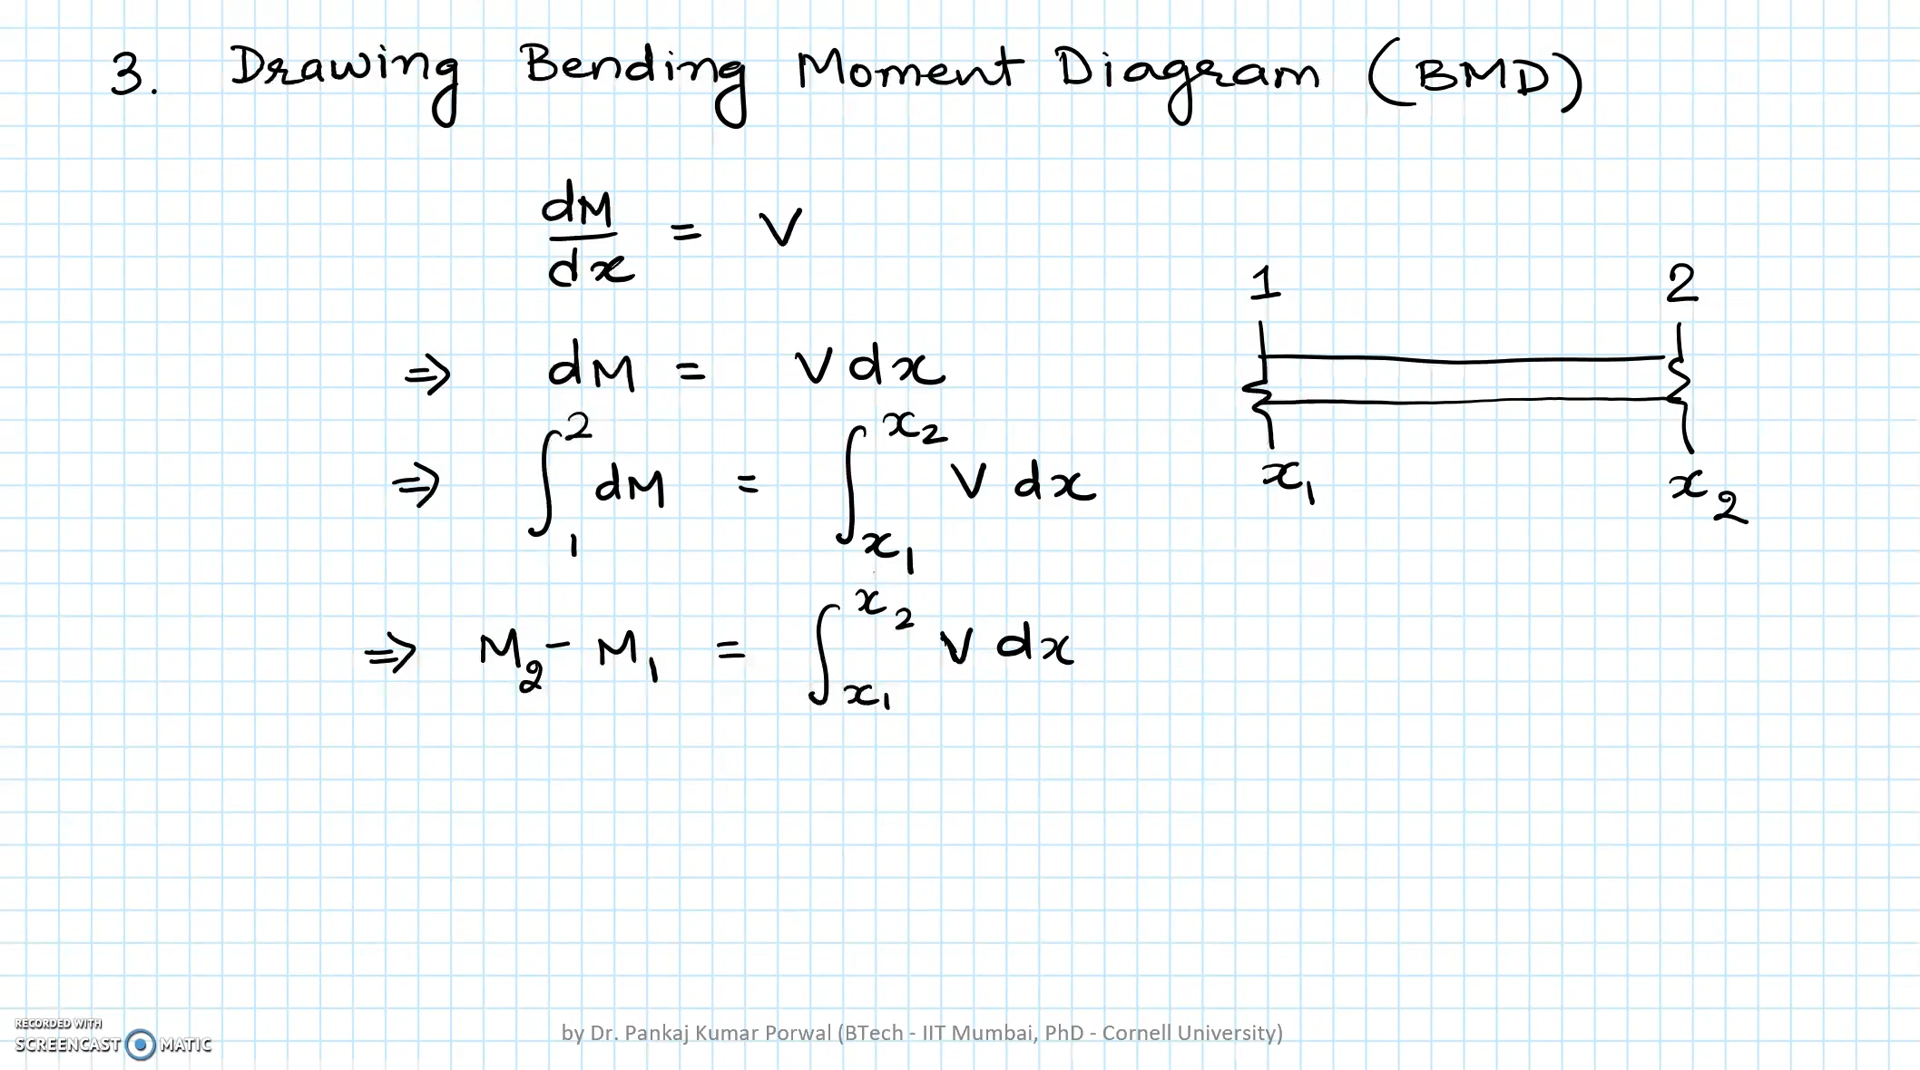 3. Drawing Bending Moment Diagram (BMD)
dM/dx = V
1 2
⇒ dM = V dx
⇒ ∫₁² dM = ∫_{x₁}^{x₂} V dx
x₁ x₂
⇒ M₂ - M₁ = ∫_{x₁}^{x₂} V dx
RECORDED WITH
SCREENCAST MATIC
by Dr. Pankaj Kumar Porwal (BTech - IIT Mumbai, PhD - Cornell University)